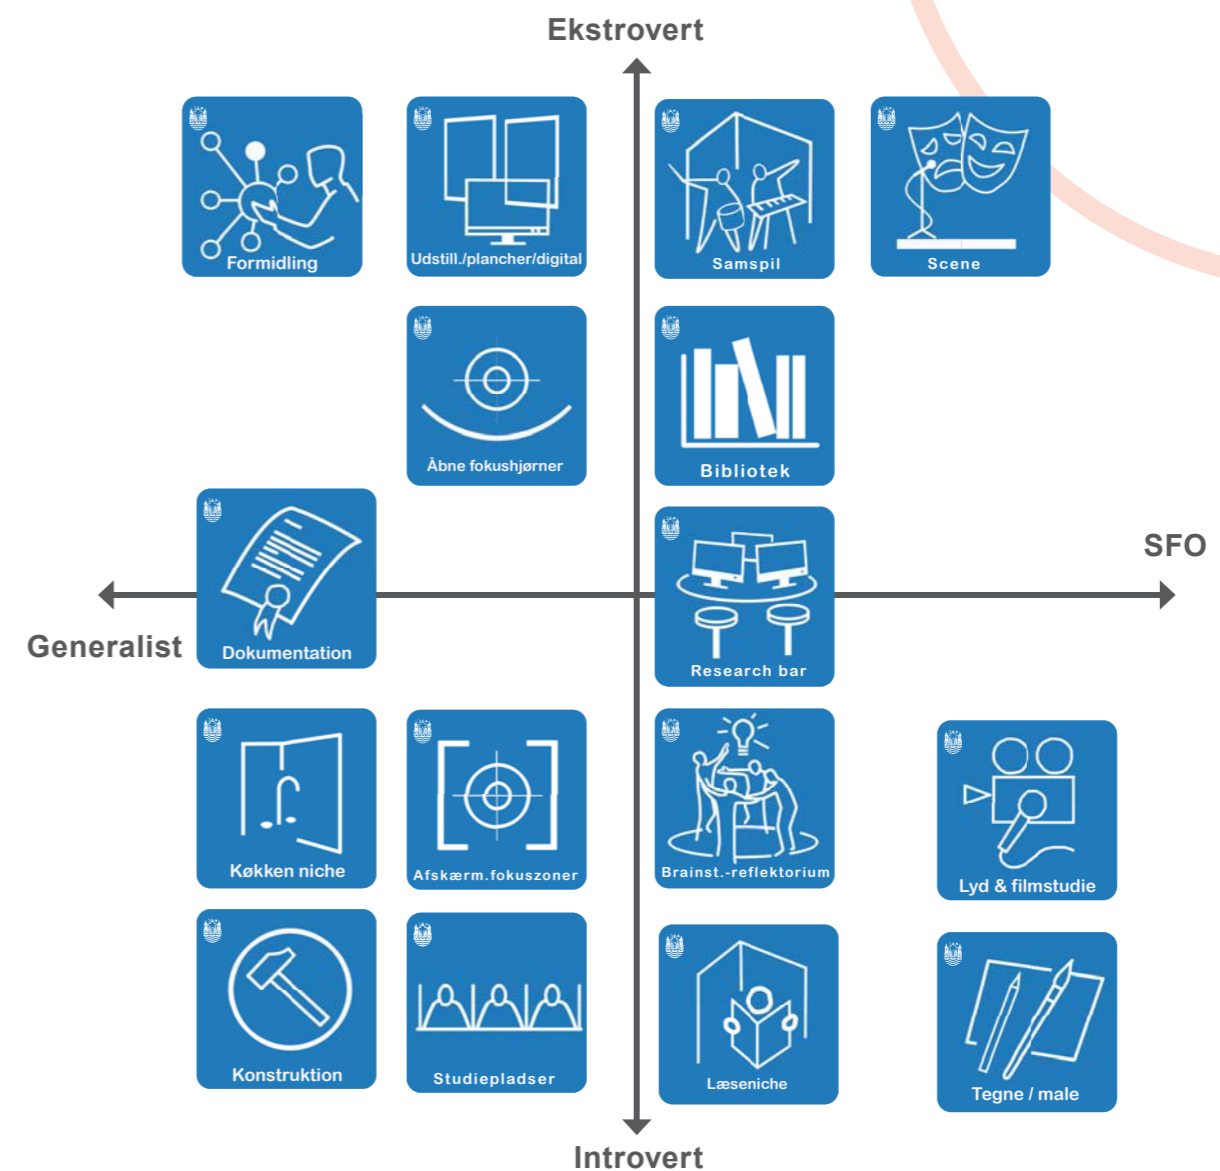 Ekstrovert
Formidling
Udstill./plancher/digital
Samspil
Scene
Åbne fokushjørner
Bibliotek
SFO
Generalist
Dokumentation
Research bar
Køkken niche
Afskærm.fokuszoner
Brainst.-reflektorium
Lyd & filmstudie
Konstruktion
Studiepladser
Læseniche
Tegne / male
Introvert